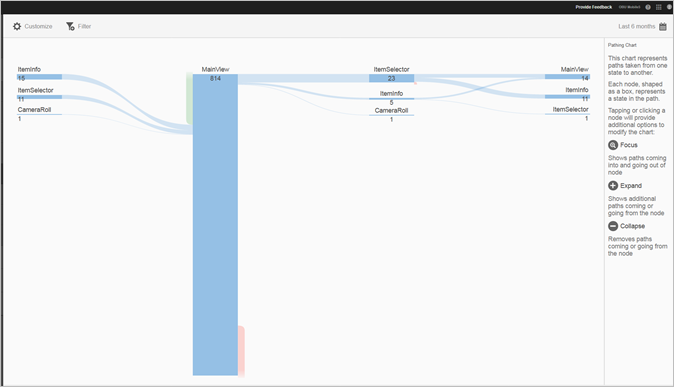 Provide Feedback
Customize
Filter
Last 6 months
ItemInfo
15
ItemSelector
11
CameraRoll
1
MainView
814
ItemSelector
23
ItemInfo
5
CameraRoll
1
MainView
14
ItemInfo
11
ItemSelector
1
Pathing Chart
This chart represents
paths taken from one
state to another.
Each node, shaped
as a box, represents
a state in the path.
Tapping or clicking a
node will provide
additional options to
modify the chart:
Focus
Shows paths coming
into and going out of
node
Expand
Shows additional
paths coming or
going from the node
Collapse
Removes paths
coming or going from
the node